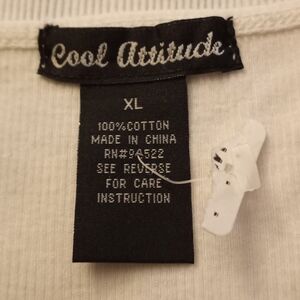 Cool Attitude
XL
100%COTTON
MADE IN CHINA
RN#96522
SEE REVERSE
FOR CARE
INSTRUCTION